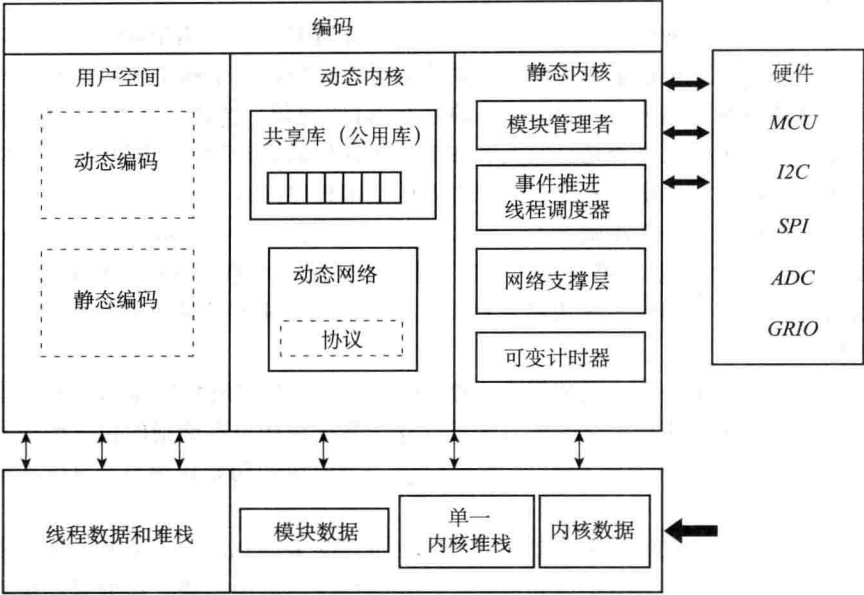 编码
用户空间
动态编码
静态编码
动态内核
共享库（公用库）
动态网络
协议
静态内核
模块管理者
事件推进
线程调度器
网络支撑层
可变计时器
硬件
MCU
I2C
SPI
ADC
GRIO
线程数据和堆栈
模块数据
单一
内核堆栈
内核数据